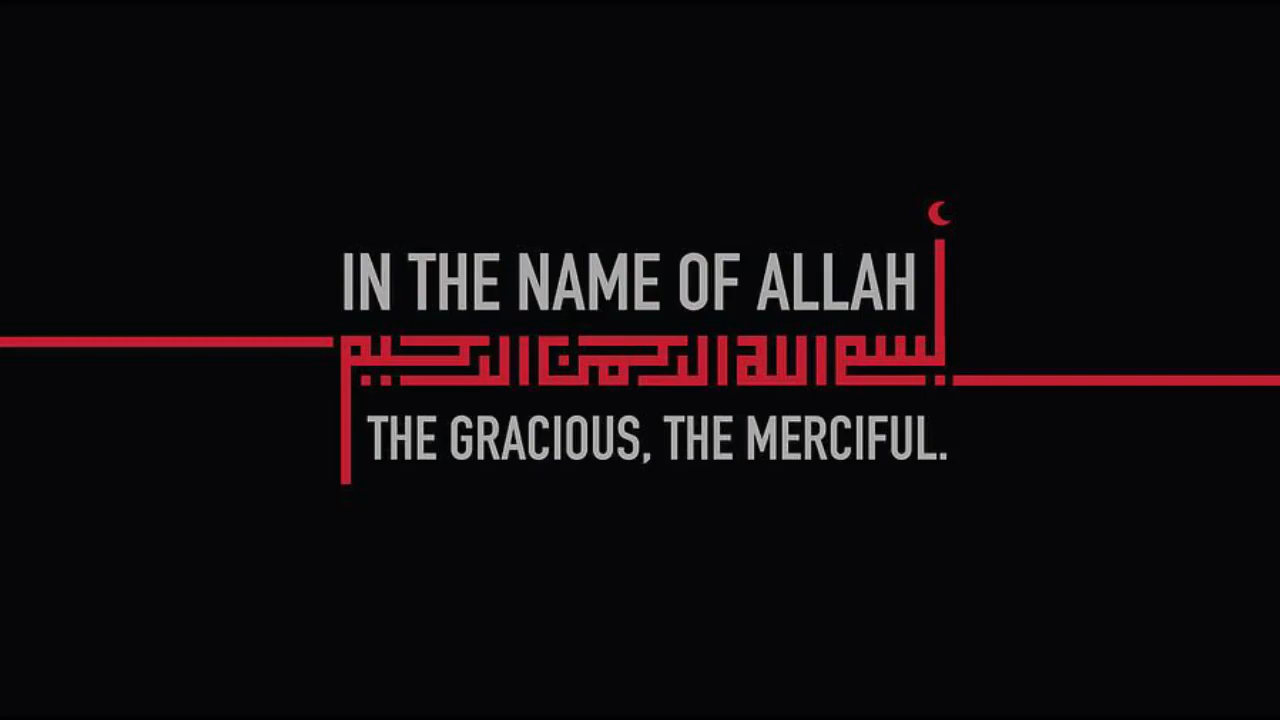 IN THE NAME OF ALLAH
بسم الله الرحمن الرحيم
THE GRACIOUS, THE MERCIFUL.